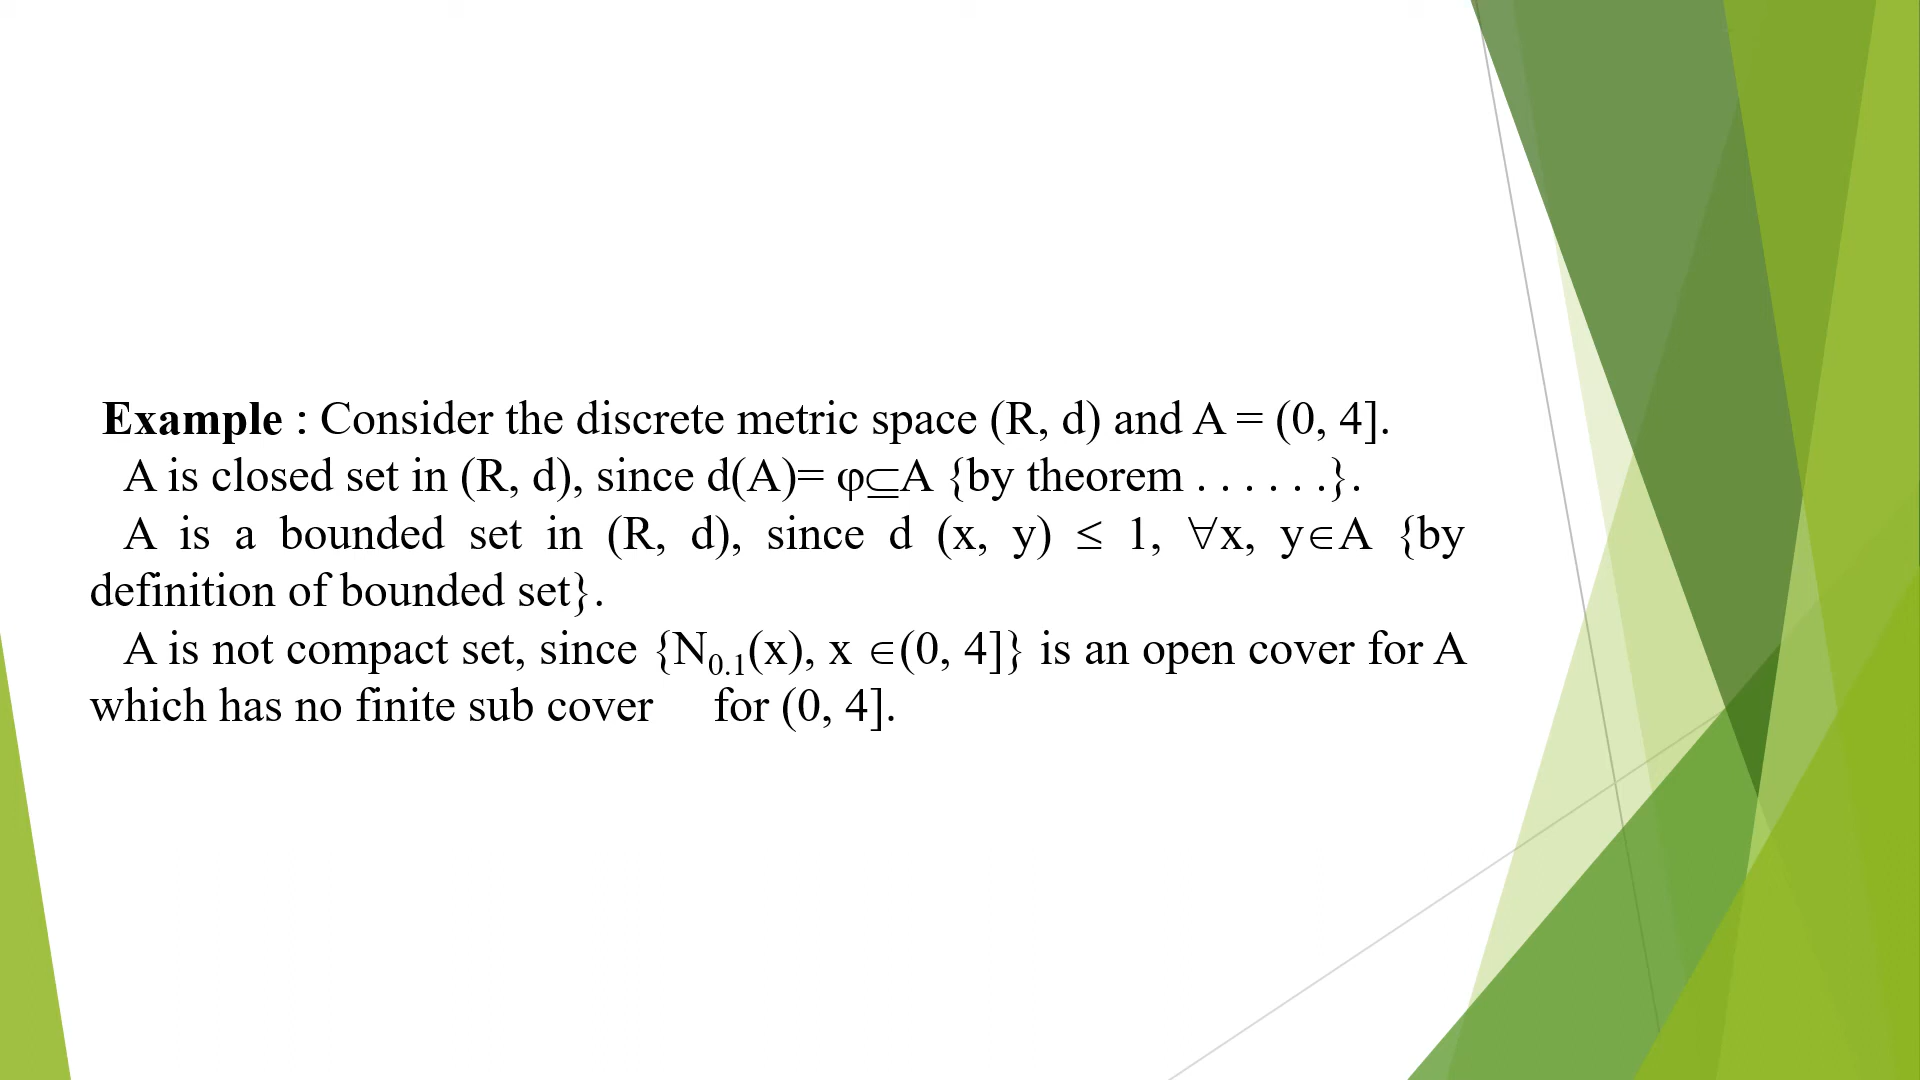 Example : Consider the discrete metric space (R, d) and A = (0, 4].
A is closed set in (R, d), since d(A)= φ⊆A {by theorem . . . . . .}.
A is a bounded set in (R, d), since d (x, y) ≤ 1, ∀x, y∈A {by
definition of bounded set}.
A is not compact set, since {N₀.₁(x), x ∈(0, 4]} is an open cover for A
which has no finite sub cover for (0, 4].